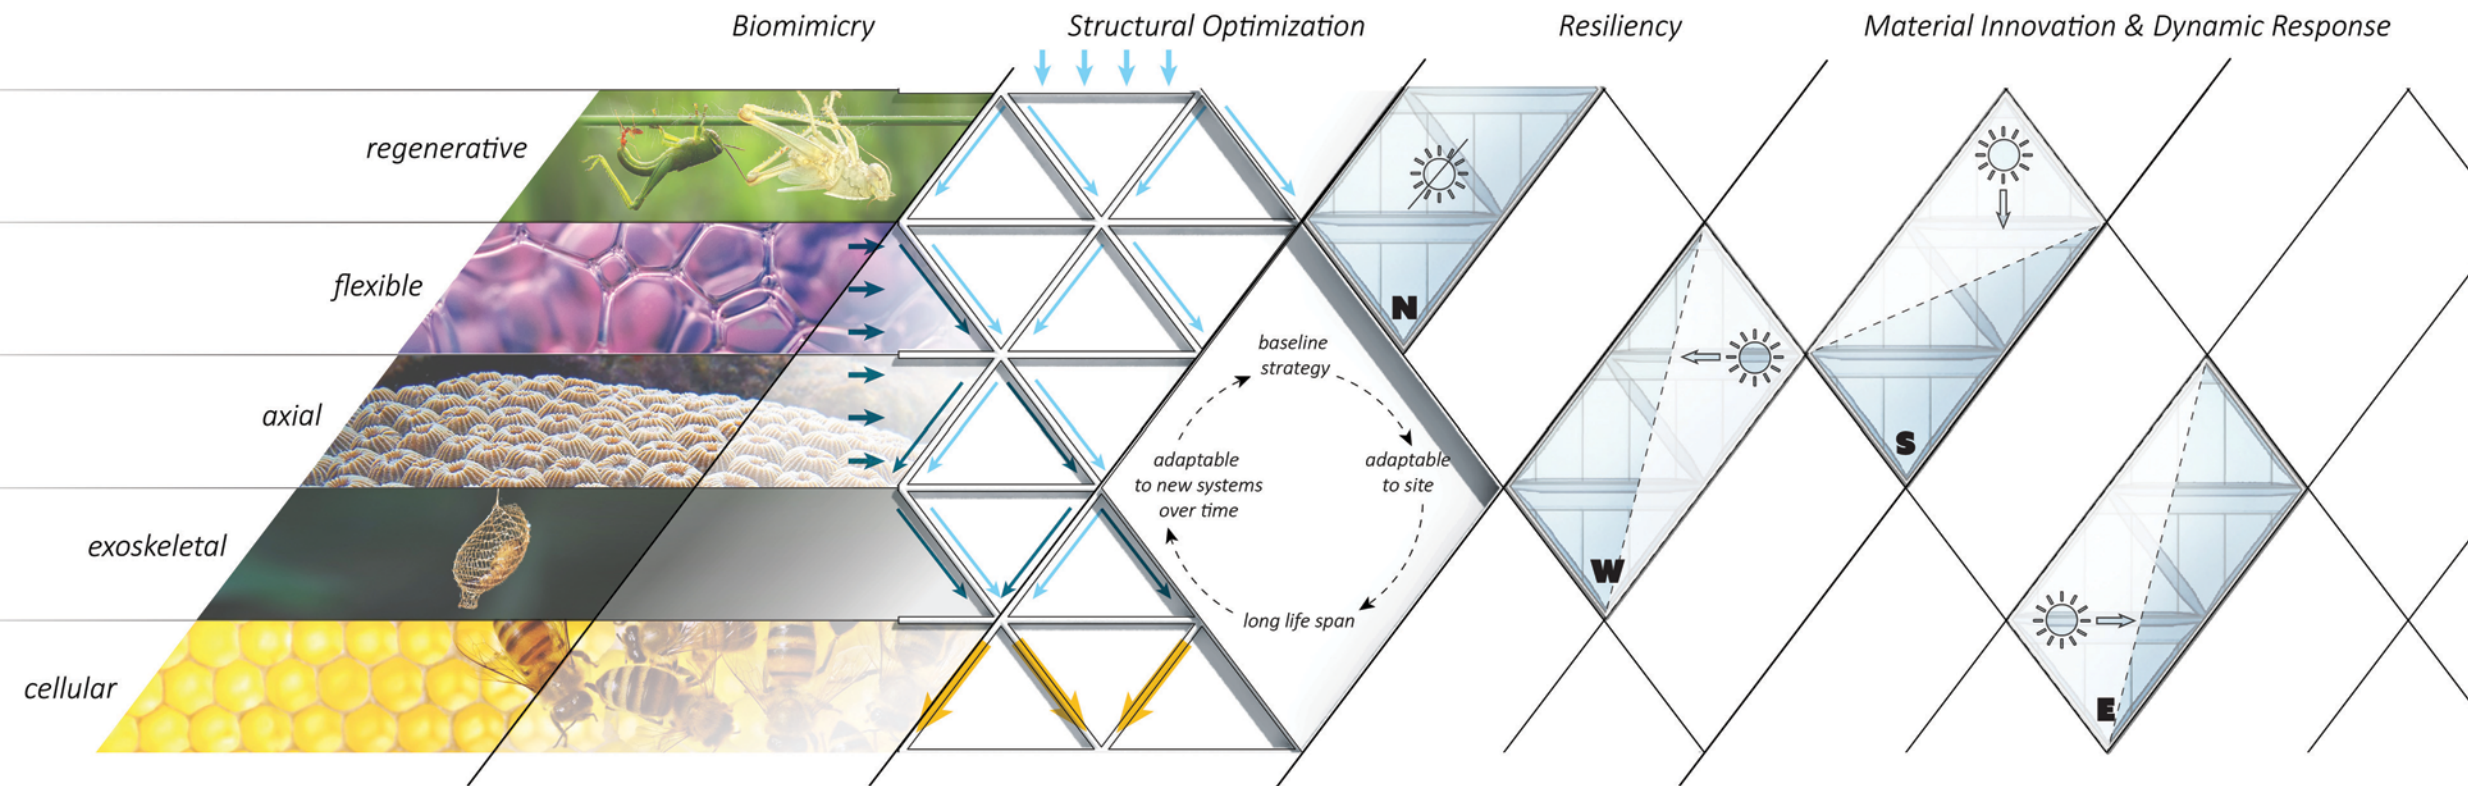 Biomimicry
Structural Optimization
Resiliency
Material Innovation & Dynamic Response
regenerative
flexible
axial
exoskeletal
cellular
baseline
strategy
adaptable
to site
long life span
adaptable
to new systems
over time
N
W
S
E